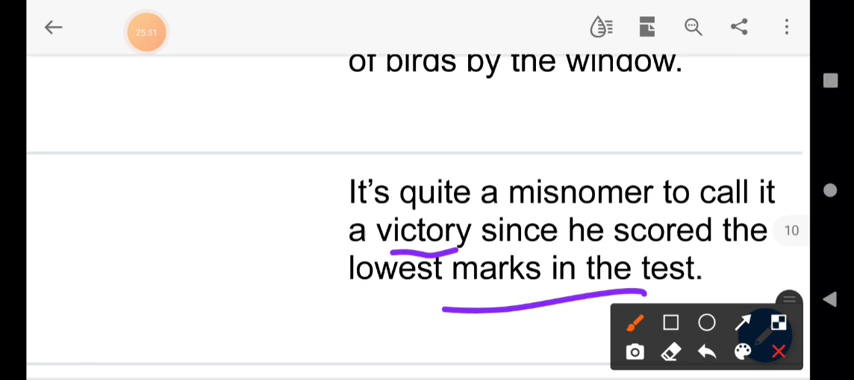 25:51
of birds by the window.
It's quite a misnomer to call it
a victory since he scored the
10
lowest marks in the test.